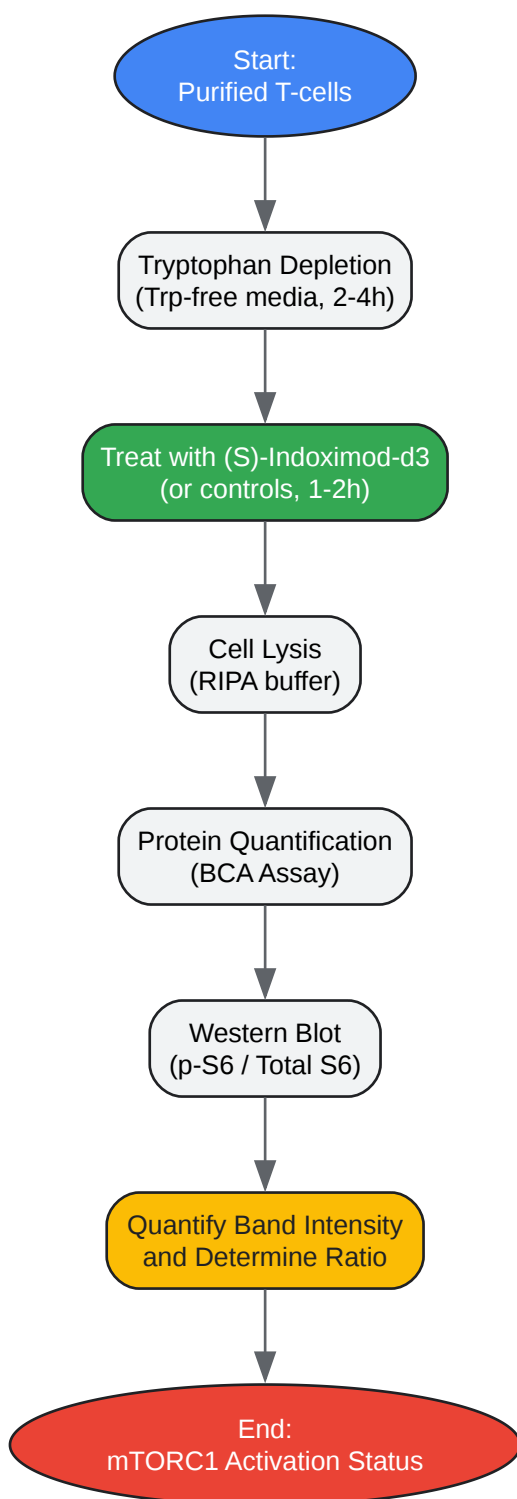 Start:
Purified T-cells
Tryptophan Depletion
(Trp-free media, 2-4h)
Treat with (S)-Indoximod-d3
(or controls, 1-2h)
Cell Lysis
(RIPA buffer)
Protein Quantification
(BCA Assay)
Western Blot
(p-S6 / Total S6)
Quantify Band Intensity
and Determine Ratio
End:
mTORC1 Activation Status